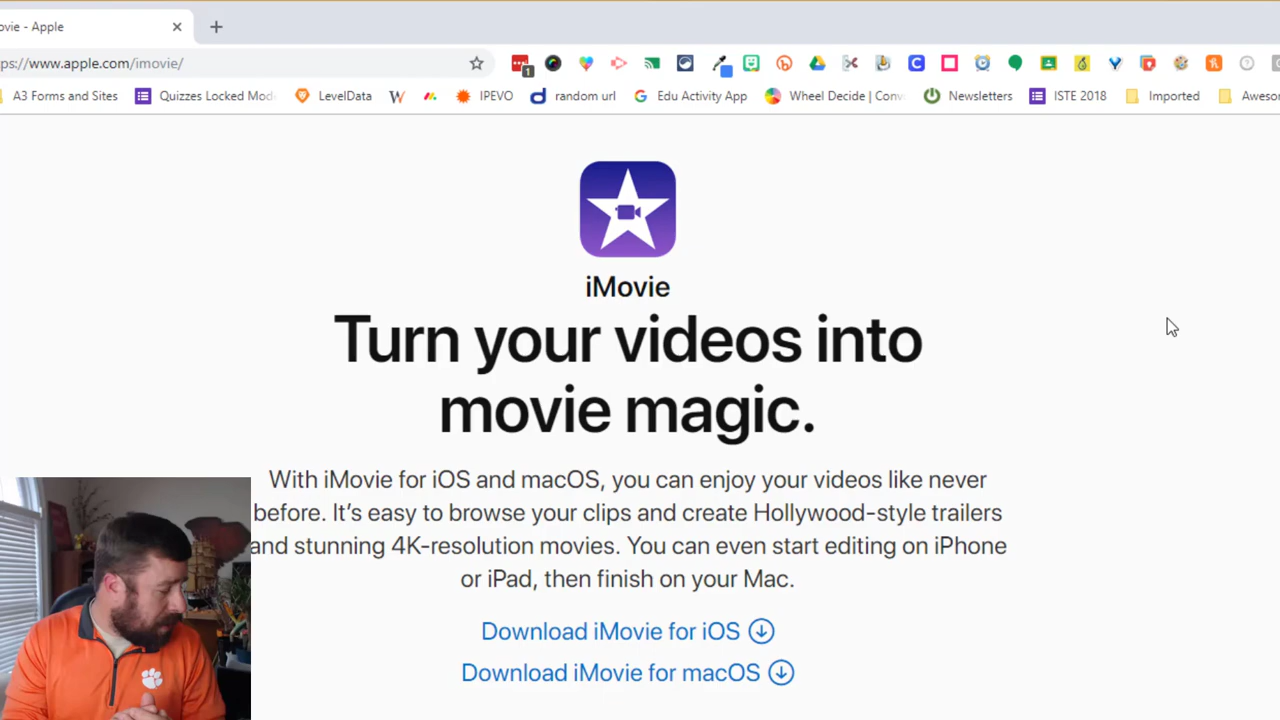 ovie - Apple
ps://www.apple.com/imovie/
1
A3 Forms and Sites Quizzes Locked Mod LevelData IPEVO random url Edu Activity App Wheel Decide | Conv Newsletters ISTE 2018 Imported Aweso
iMovie
Turn your videos into
movie magic.
With iMovie for iOS and macOS, you can enjoy your videos like never
before. It's easy to browse your clips and create Hollywood-style trailers
and stunning 4K-resolution movies. You can even start editing on iPhone
or iPad, then finish on your Mac.
Download iMovie for iOS
Download iMovie for macOS